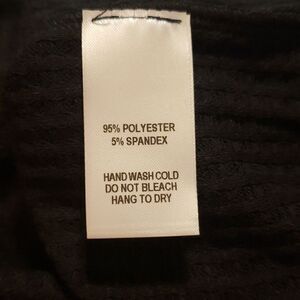 95% POLYESTER
5% SPANDEX
HAND WASH COLD
DO NOT BLEACH
HANG TO DRY